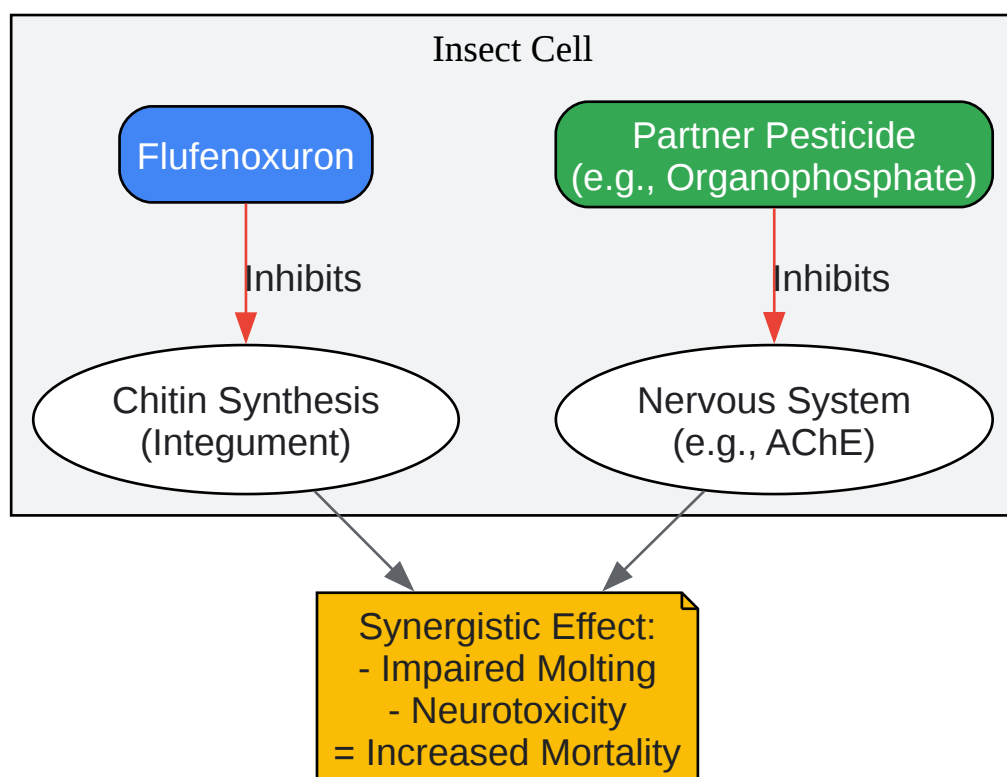 Insect Cell
Flufenoxuron
Partner Pesticide
(e.g., Organophosphate)
Inhibits
Inhibits
Chitin Synthesis
(Integument)
Nervous System
(e.g., AChE)
Synergistic Effect:
- Impaired Molting
- Neurotoxicity
= Increased Mortality